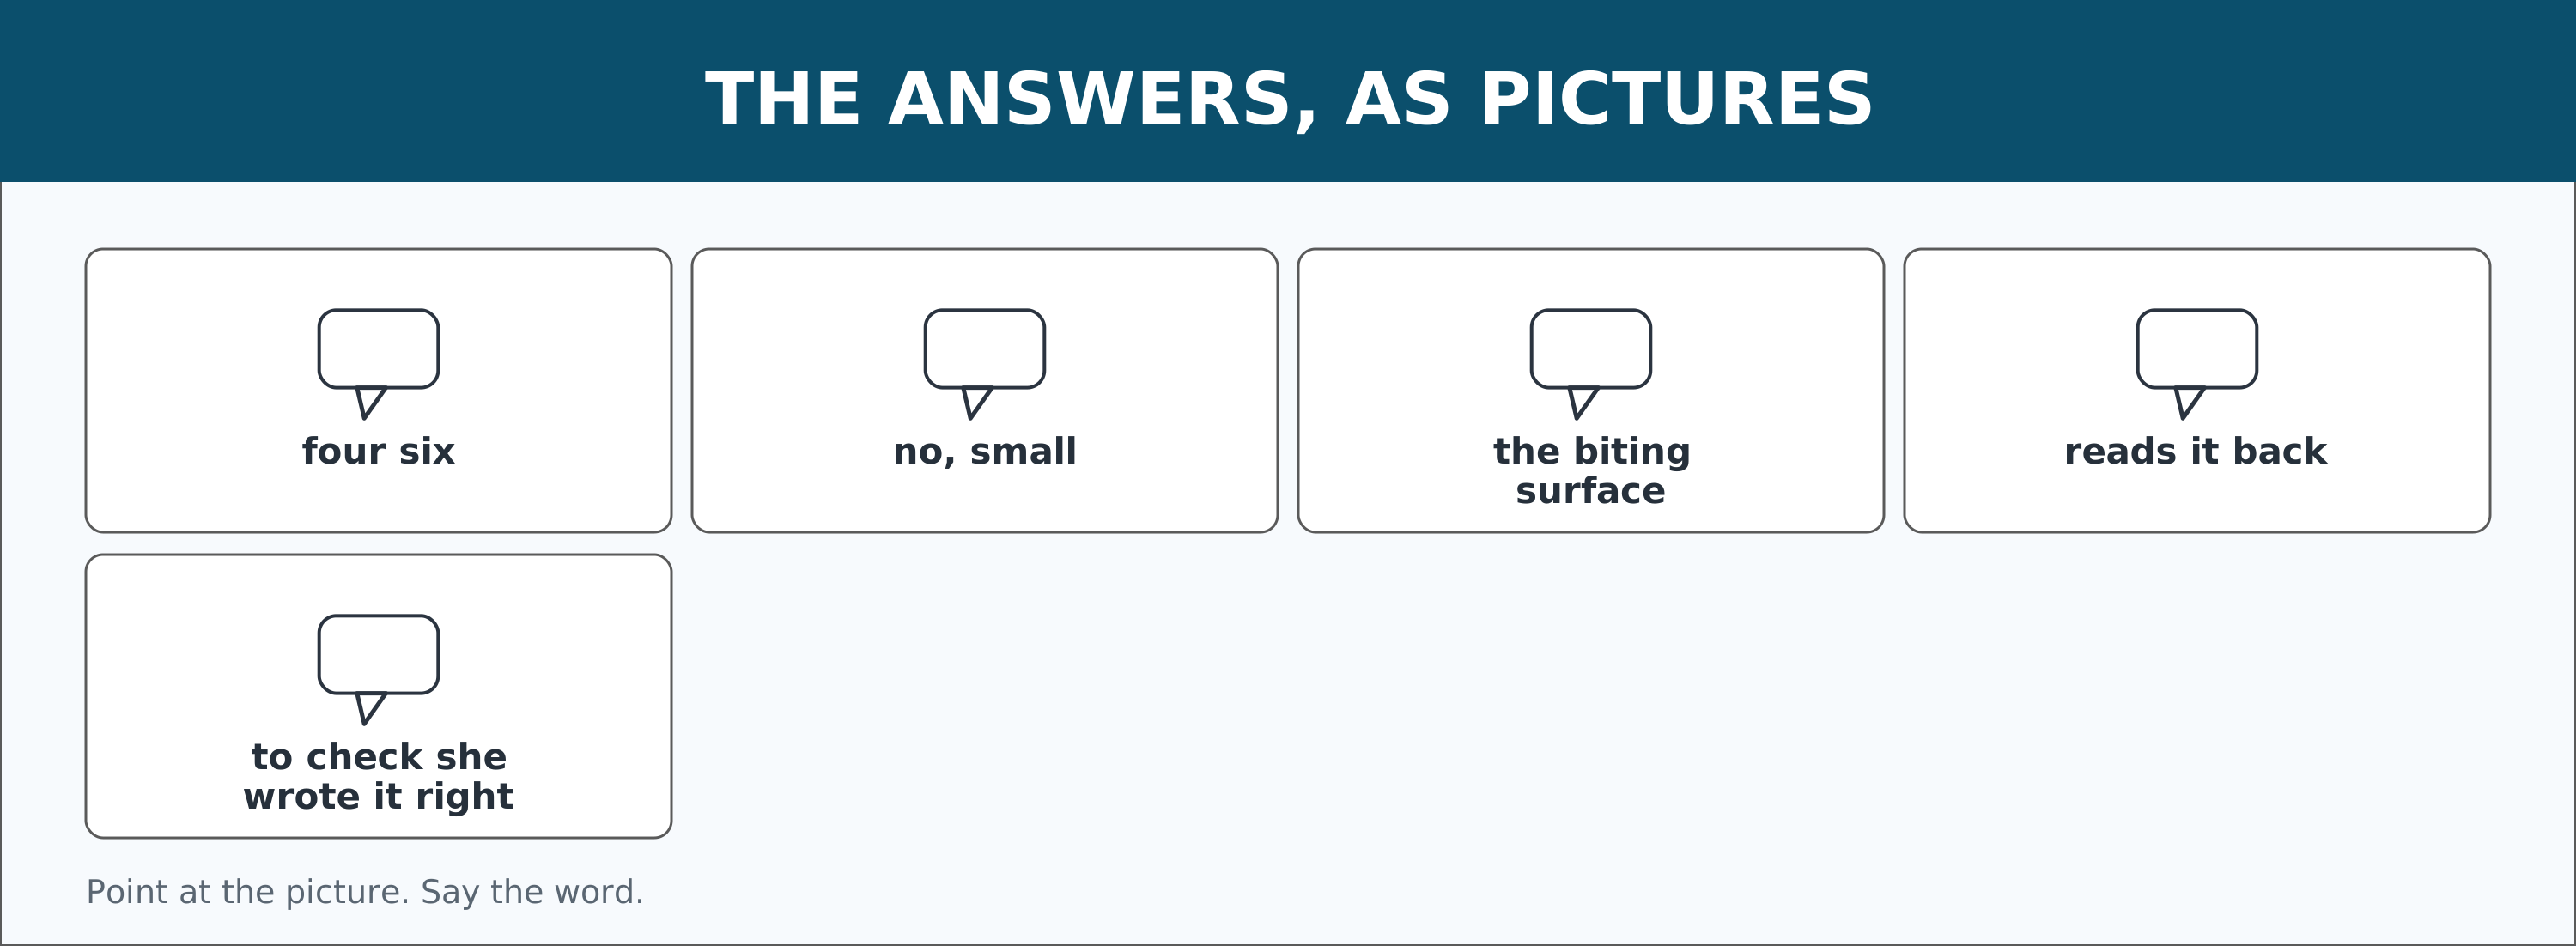 THE ANSWERS, AS PICTURES
four six
no, small
the biting
surface
reads it back
to check she
wrote it right
Point at the picture. Say the word.